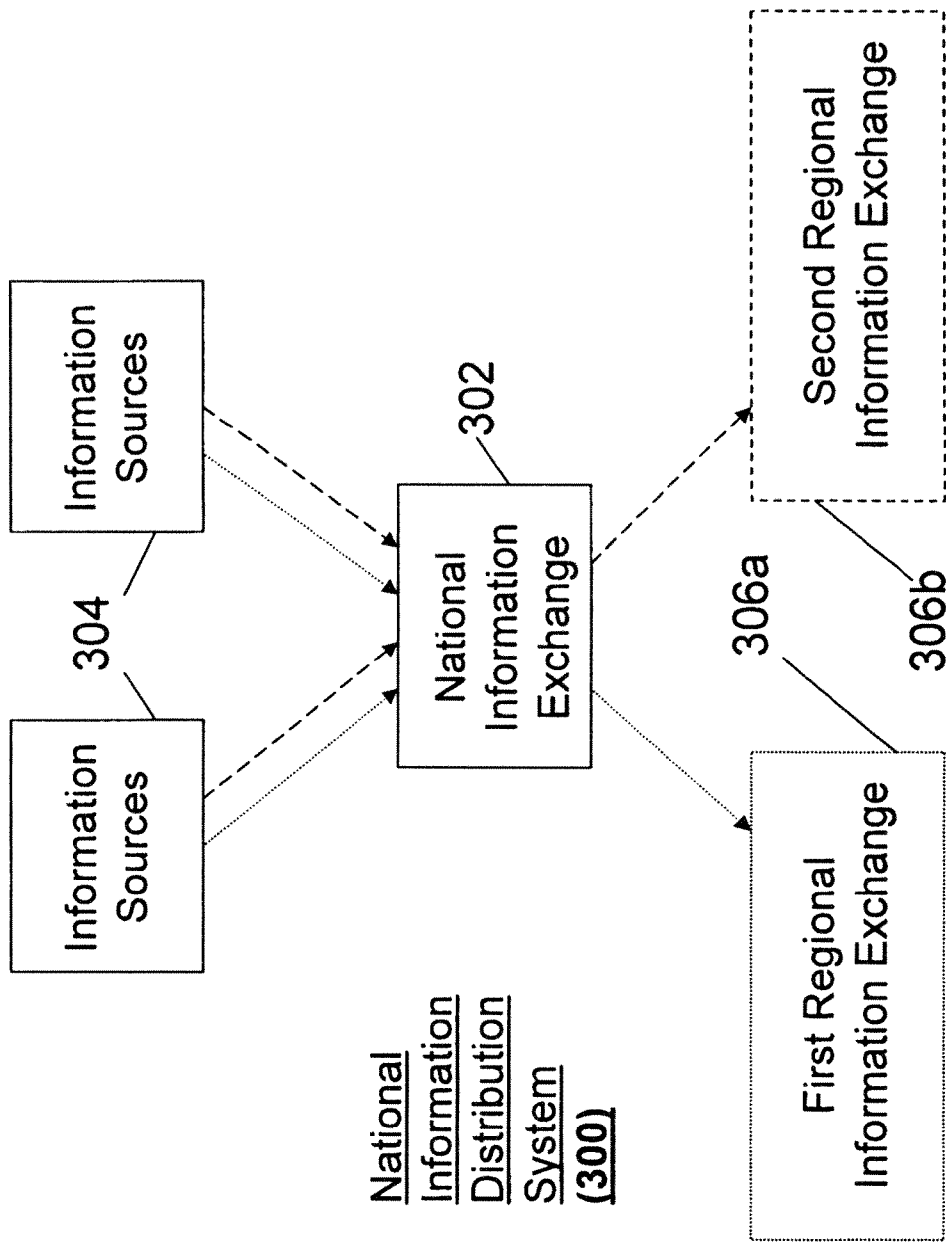 Information
Sources
304
Information
Sources
National
Information
Distribution
System
(300)
National
Information
Exchange
302
First Regional
Information Exchange
306a
306b
Second Regional
Information Exchange